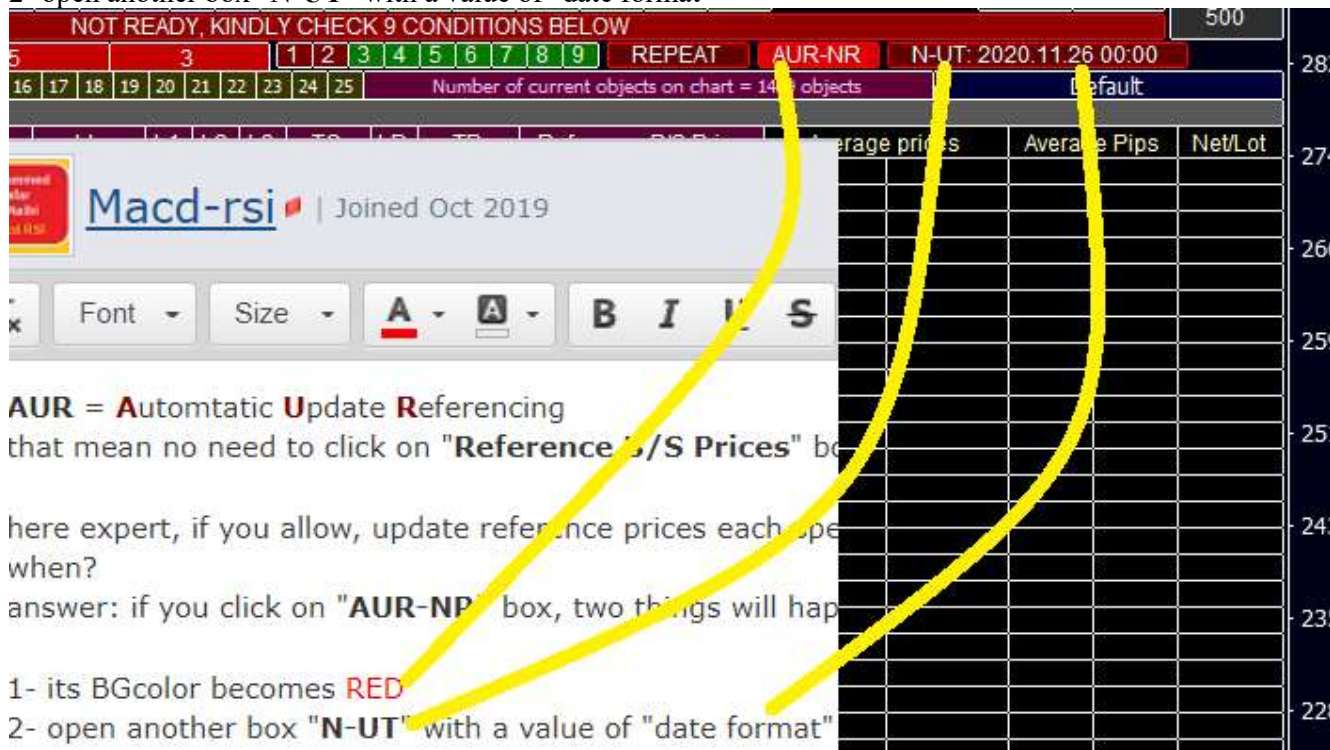 2- open another box "N-UT" with a value of "date format"
NOT READY, KINDLY CHECK 9 CONDITIONS BELOW
500
5 3 1 2 3 4 5 6 7 8 9 REPEAT AUR-NR N-UT: 2020.11.26 00:00
16 17 18 19 20 21 22 23 24 25 Number of current objects on chart = objects Default
Average prices Average Pips Net/Lot
Macd-rsi | Joined Oct 2019
Font Size A A B I U S
AUR = Automtatic Update Referencing
that mean no need to click on "Reference B/S Prices"
here expert, if you allow, update reference prices each
when?
answer: if you click on "AUR-NR" box, two things will
1- its BGcolor becomes RED
2- open another box "N-UT" with a value of "date format"